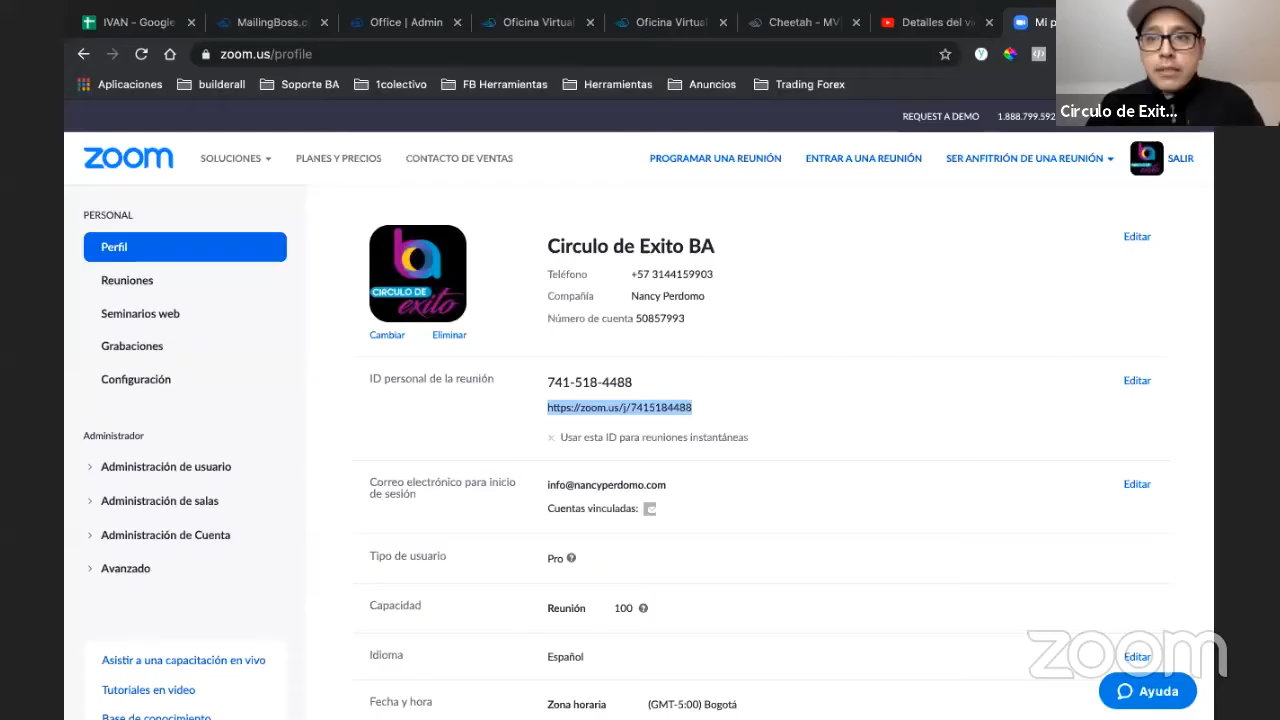 IVAN - Google
MailingBoss.c
Office | Admin
Oficina Virtual
Oficina Virtual
Cheetah - MV
Detalles del vi
Mi p
zoom.us/profile
Aplicaciones
builderall
Soporte BA
1colectivo
FB Herramientas
Herramientas
Anuncios
Trading Forex
Circulo de Exit...
REQUEST A DEMO
1.888.799.592
zoom
SOLUCIONES
PLANES Y PRECIOS
CONTACTO DE VENTAS
PROGRAMAR UNA REUNIÓN
ENTRAR A UNA REUNIÓN
SER ANFITRIÓN DE UNA REUNIÓN
SALIR
PERSONAL
Perfil
Reuniones
Seminarios web
Grabaciones
Configuración
Administrador
Administración de usuario
Administración de salas
Administración de Cuenta
Avanzado
Asistir a una capacitación en vivo
Tutoriales en video
Base de conocimiento
ba
CIRCULO DE
exito
Cambiar
Eliminar
Circulo de Exito BA
Editar
Teléfono +57 3144159903
Compañía Nancy Perdomo
Número de cuenta 50857993
ID personal de la reunión
741-518-4488
Editar
https://zoom.us/j/7415184488
Usar esta ID para reuniones instantáneas
Correo electrónico para inicio
de sesión
info@nancyperdomo.com
Editar
Cuentas vinculadas:
Tipo de usuario
Pro
Capacidad
Reunión 100
Idioma
Español
Editar
Fecha y hora
Zona horaria (GMT-5:00) Bogotá
zoom
Ayuda